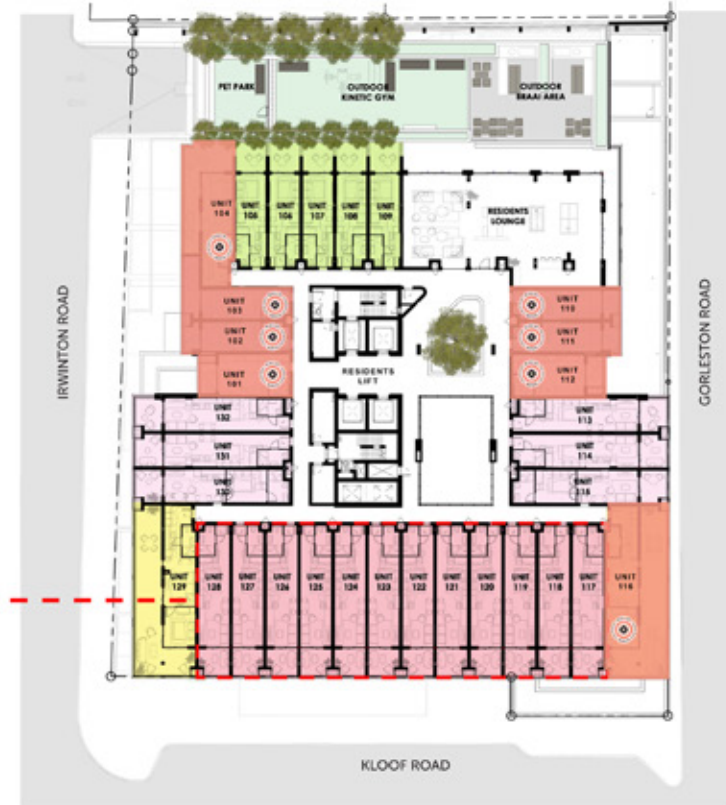 PET PARK
OUTDOOR
KINETIC GYM
OUTDOOR
BRAAI AREA
UNIT
104
UNIT
105
UNIT
106
UNIT
107
UNIT
108
UNIT
109
RESIDENTS
LOUNGE
IRWINTON ROAD
GORLESTON ROAD
UNIT
103
UNIT
110
UNIT
102
UNIT
111
UNIT
101
UNIT
112
RESIDENTS
LIFT
UNIT
132
UNIT
113
UNIT
131
UNIT
114
UNIT
129
UNIT
128
UNIT
127
UNIT
126
UNIT
125
UNIT
124
UNIT
123
UNIT
122
UNIT
121
UNIT
120
UNIT
119
UNIT
118
UNIT
117
UNIT
116
KLOOF ROAD